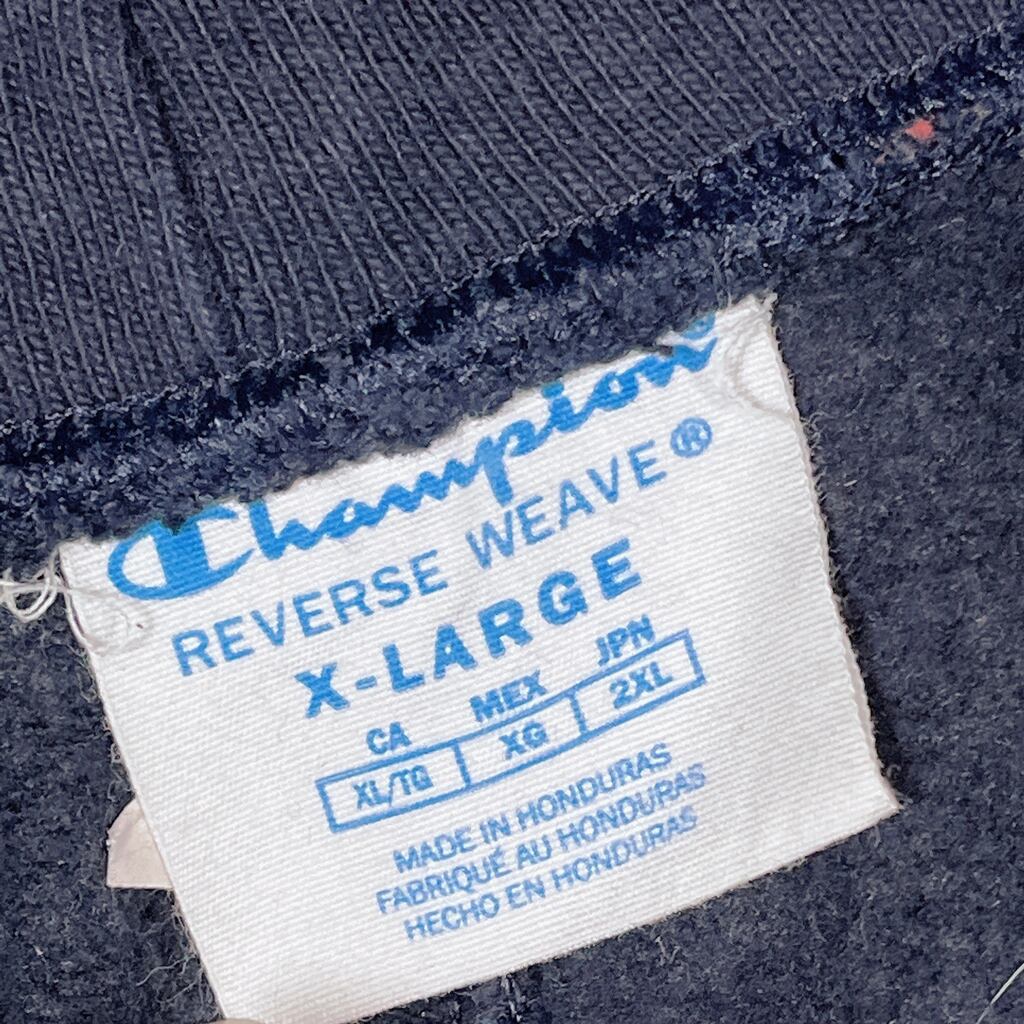 Champion®
REVERSE WEAVE®
X-LARGE
CA MEX JPN
XL/TG XG 2XL
MADE IN HONDURAS
FABRIQUÉ AU HONDURAS
HECHO EN HONDURAS